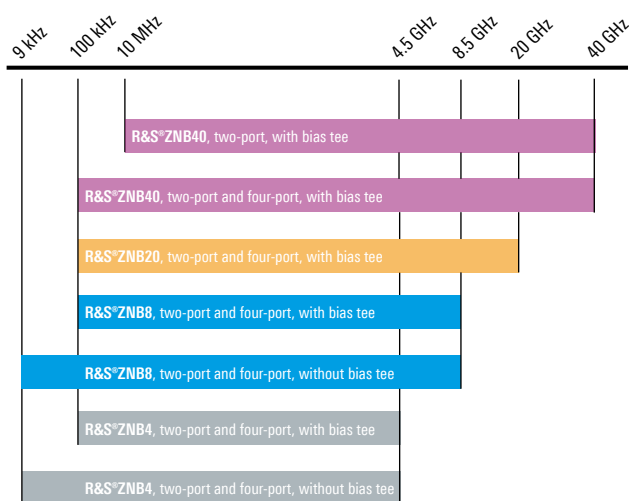 9 kHz
100 kHz
10 MHz
4.5 GHz
8.5 GHz
20 GHz
40 GHz
R&S®ZNB40, two-port, with bias tee
R&S®ZNB40, two-port and four-port, with bias tee
R&S®ZNB20, two-port and four-port, with bias tee
R&S®ZNB8, two-port and four-port, with bias tee
R&S®ZNB8, two-port and four-port, without bias tee
R&S®ZNB4, two-port and four-port, with bias tee
R&S®ZNB4, two-port and four-port, without bias tee